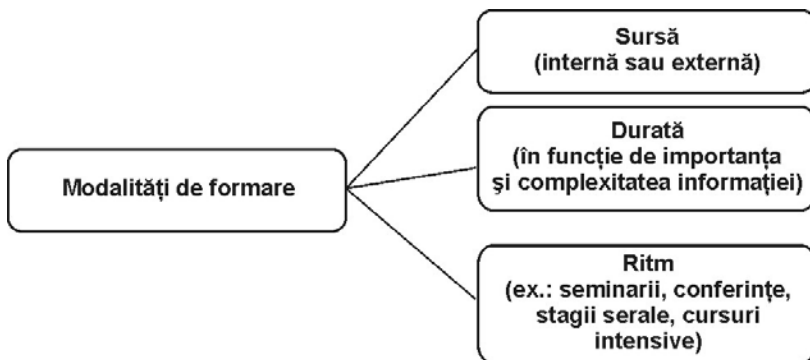 Modalități de formare
Sursă
(internă sau externă)
Durată
(în funcție de importanța
şi complexitatea informației)
Ritm
(ex.: seminarii, conferințe,
stagii serale, cursuri
intensive)